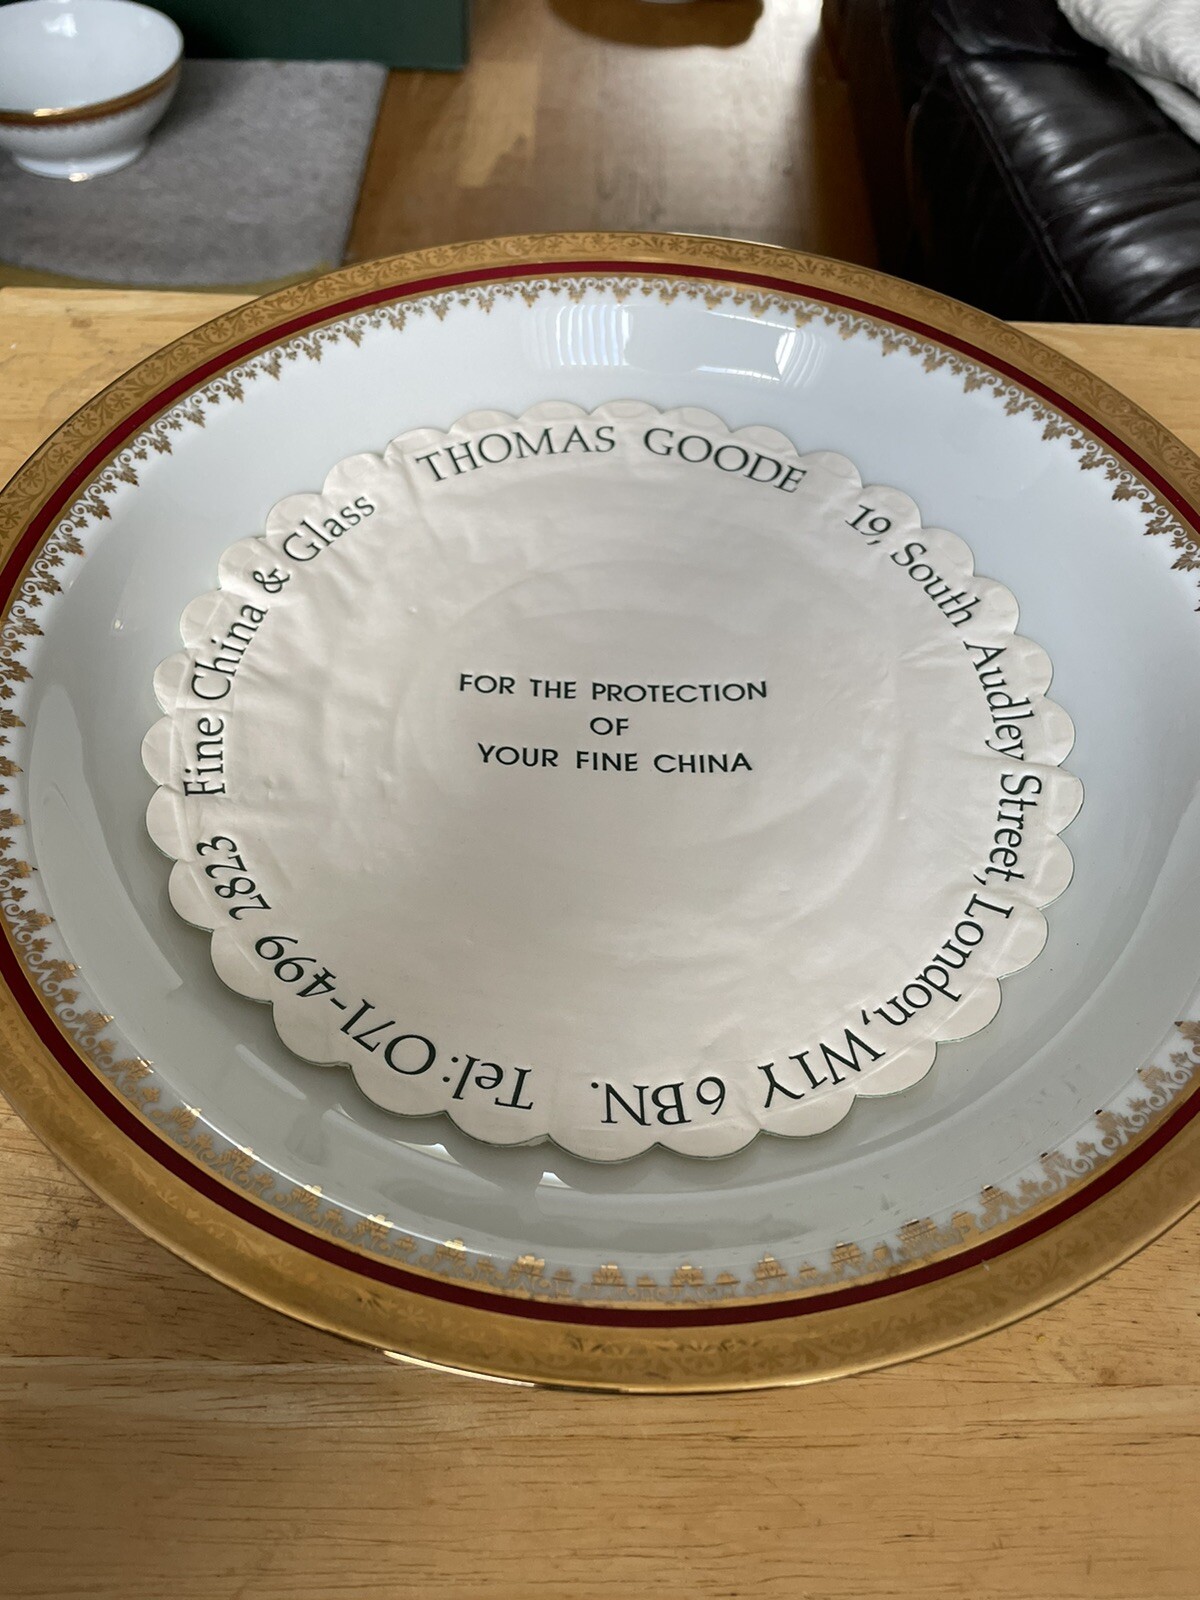 THOMAS GOODE
19, South Audley Street, London, W1Y 6BN.
Tel: 071-499 2823
Fine China & Glass
FOR THE PROTECTION
OF
YOUR FINE CHINA